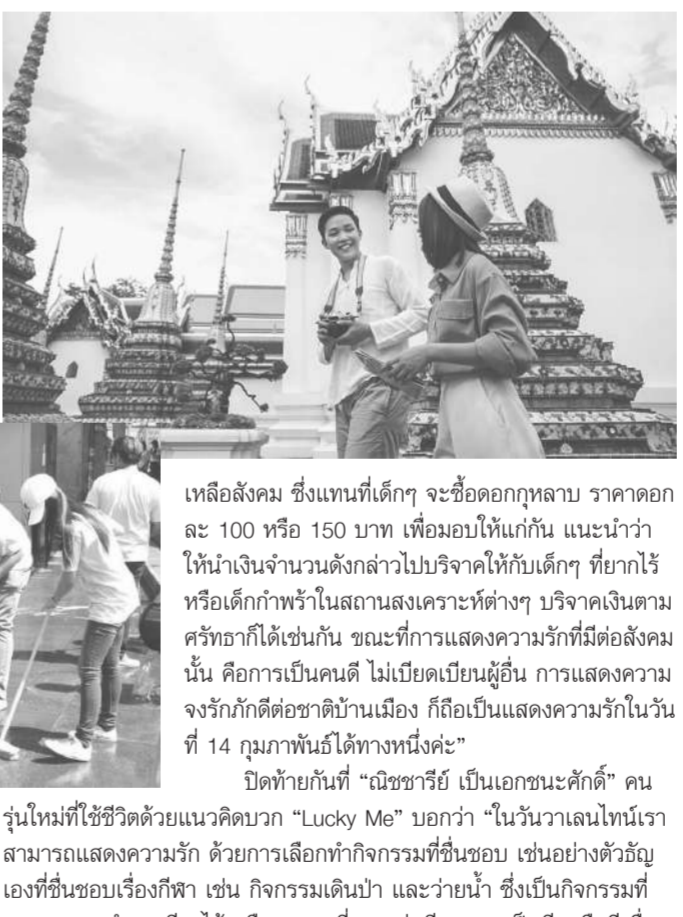 เหลือสังคม ซึ่งแทนที่เด็กๆ จะซื้อดอกกุหลาบ ราคาดอก
ละ 100 หรือ 150 บาท เพื่อมอบให้แก่กัน แนะนำว่า
ให้นำเงินจำนวนดังกล่าวไปบริจาคให้กับเด็กๆ ที่ยากไร้
หรือเด็กกำพร้าในสถานสงเคราะห์ต่างๆ บริจาคเงินตาม
ศรัทธาก็ได้เช่นกัน ขณะที่การแสดงความรักที่มีต่อสังคม
นั้น คือการเป็นคนดี ไม่เบียดเบียนผู้อื่น การแสดงความ
จงรักภักดีต่อชาติบ้านเมือง ก็ถือเป็นแสดงความรักในวัน
ที่ 14 กุมภาพันธ์ได้ทางหนึ่งค่ะ”
ปิดท้ายกันที่ “ณิชชารีย์ เป็นเอกชนะศักดิ์” คน
รุ่นใหม่ที่ใช้ชีวิตด้วยแนวคิดบวก “Lucky Me” บอกว่า “ในวันวาเลนไทน์เรา
สามารถแสดงความรัก ด้วยการเลือกทำกิจกรรมที่ชื่นชอบ เช่นอย่างตัวธัญ
เองที่ชื่นชอบเรื่องกีฬา เช่น กิจกรรมเดินป่า และว่ายน้ำ ซึ่งเป็นกิจกรรมที่